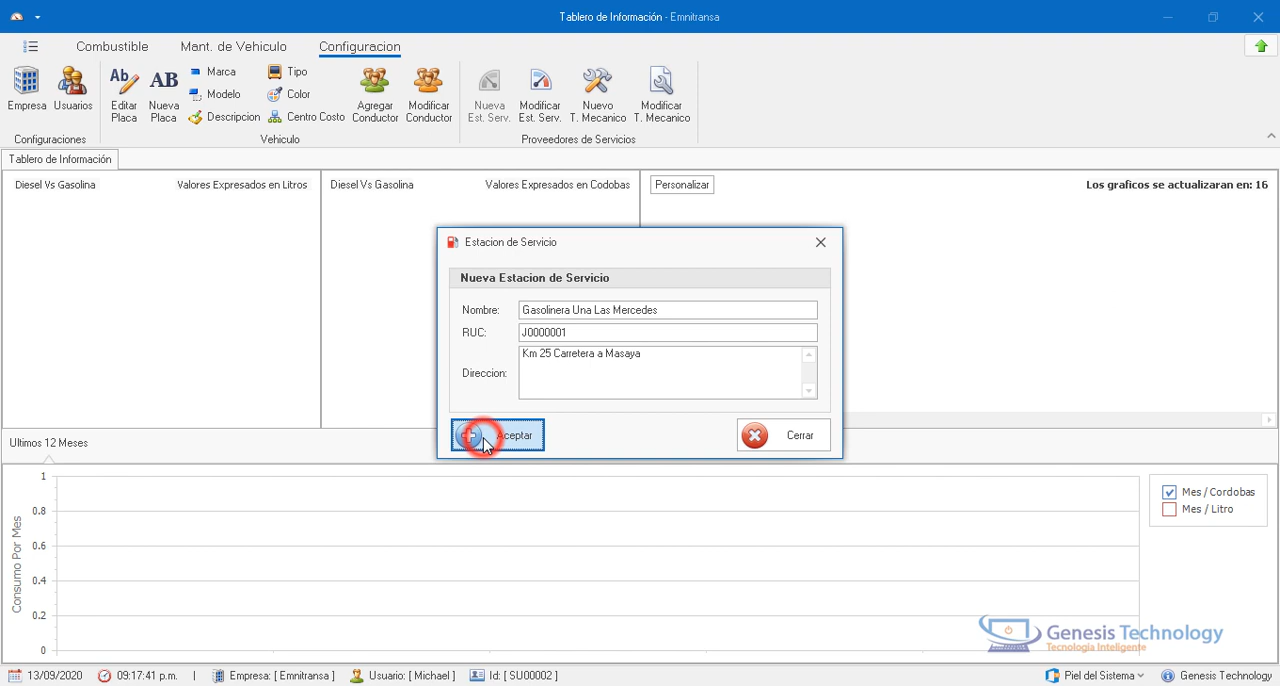 Tablero de Información - Emnitransa
Combustible Mant. de Vehiculo Configuracion
Empresa
Usuarios
Configuraciones
Editar Placa
AB
Nueva Placa
Marca
Modelo
Descripcion
Tipo
Color
Centro Costo
Agregar Conductor
Modificar Conductor
Vehiculo
Nueva Est. Serv.
Modificar Est. Serv.
Nuevo T. Mecanico
Modificar T. Mecanico
Proveedores de Servicios
Tablero de Información
Diesel Vs Gasolina Valores Expresados en Litros
Diesel Vs Gasolina Valores Expresados en Codobas
Personalizar
Los graficos se actualizaran en: 16
Estacion de Servicio
Nueva Estacion de Servicio
Nombre: Gasolinera Una Las Mercedes
RUC: J0000001
Direccion: Km 25 Carretera a Masaya
Aceptar
Cerrar
Ultimos 12 Meses
Consumo Por Mes
1
0.8
0.6
0.4
0.2
0
Mes / Cordobas
Mes / Litro
Genesis Technology
Tecnologia Inteligente
13/09/2020 09:17:41 p.m. | Empresa: [ Emnitransa ] Usuario: [ Michael ] Id: [ SU00002 ] Piel del Sistema Genesis Technology